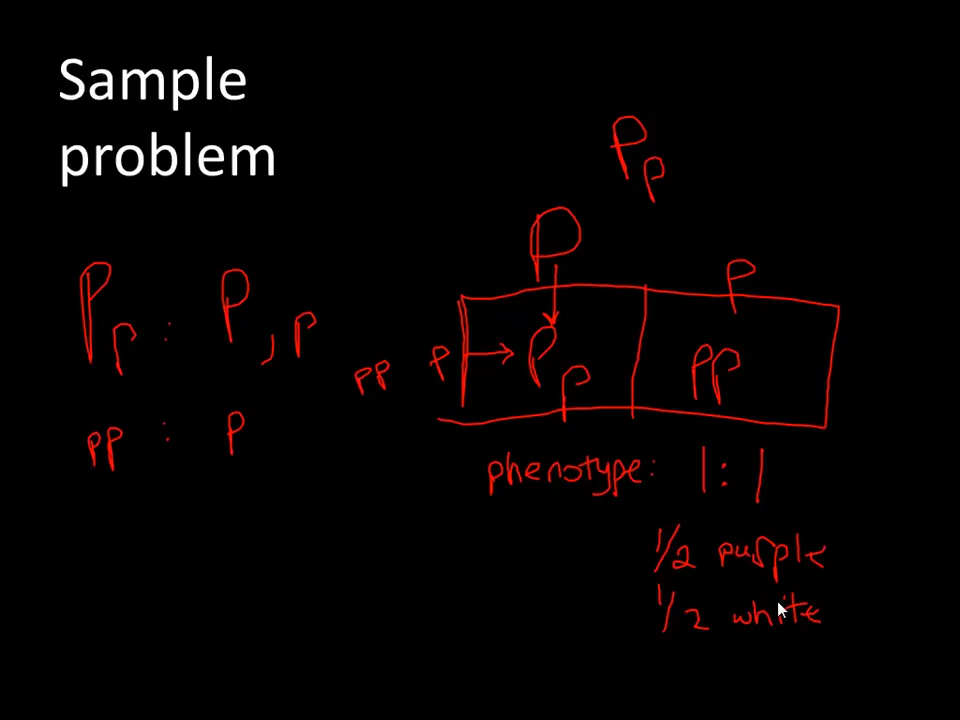 Sample
problem
Pp
P
p
Pp : P, p
pp p Pp pp
pp : p
phenotype: 1:1
1/2 purple
1/2 white